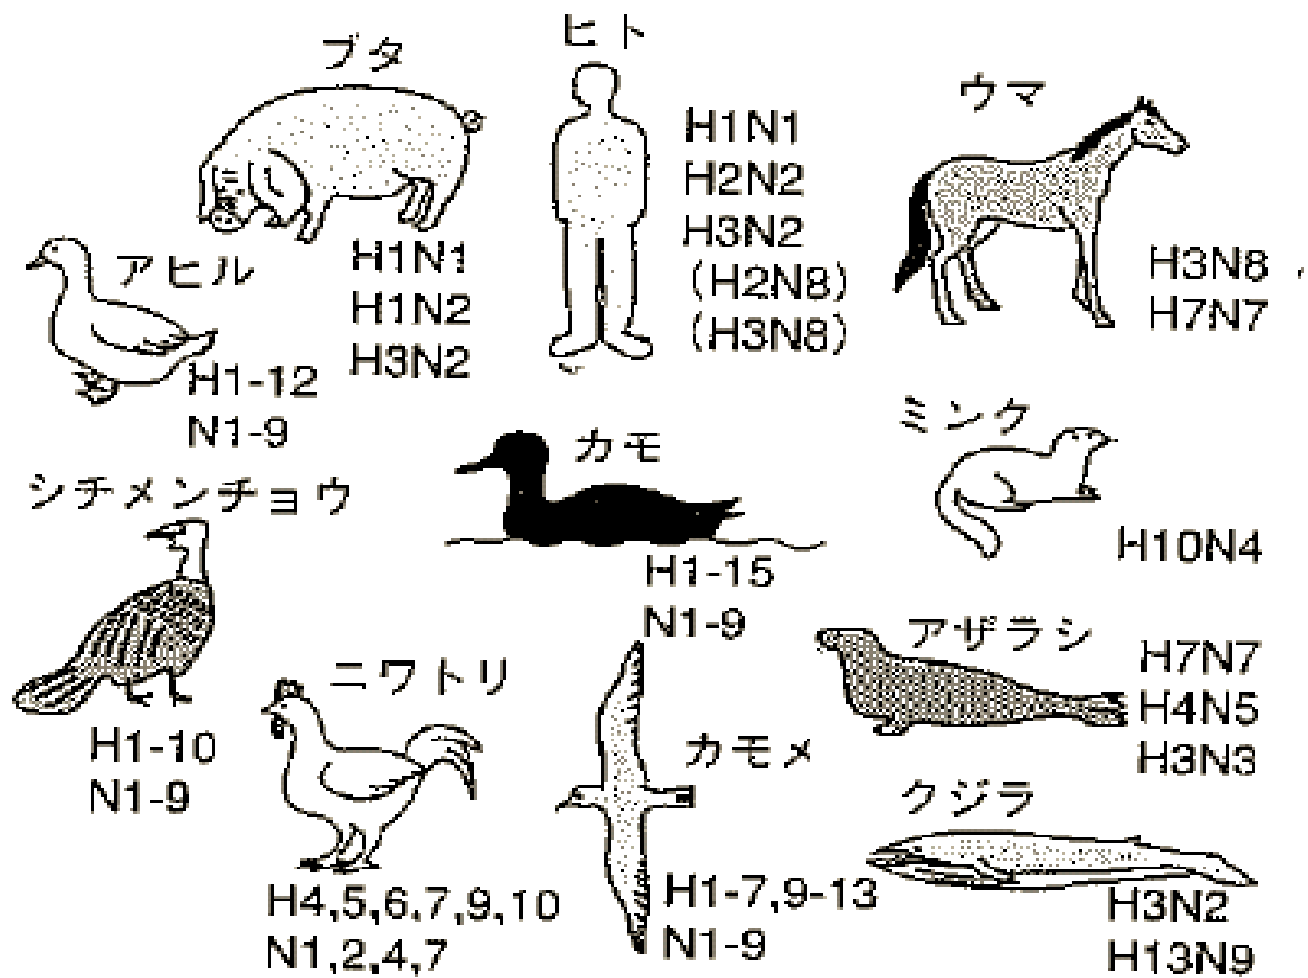 ブタ
H1N1
H1N2
H3N2
ヒト
H1N1
H2N2
H3N2
(H2N8)
(H3N8)
ウマ
H3N8
H7N7
アヒル
H1-12
N1-9
カモ
H1-15
N1-9
ミンク
H10N4
シチメンチョウ
H1-10
N1-9
ニワトリ
H4,5,6,7,9,10
N1,2,4,7
カモメ
H1-7,9-13
N1-9
アザラシ
H7N7
H4N5
H3N3
クジラ
H3N2
H13N9